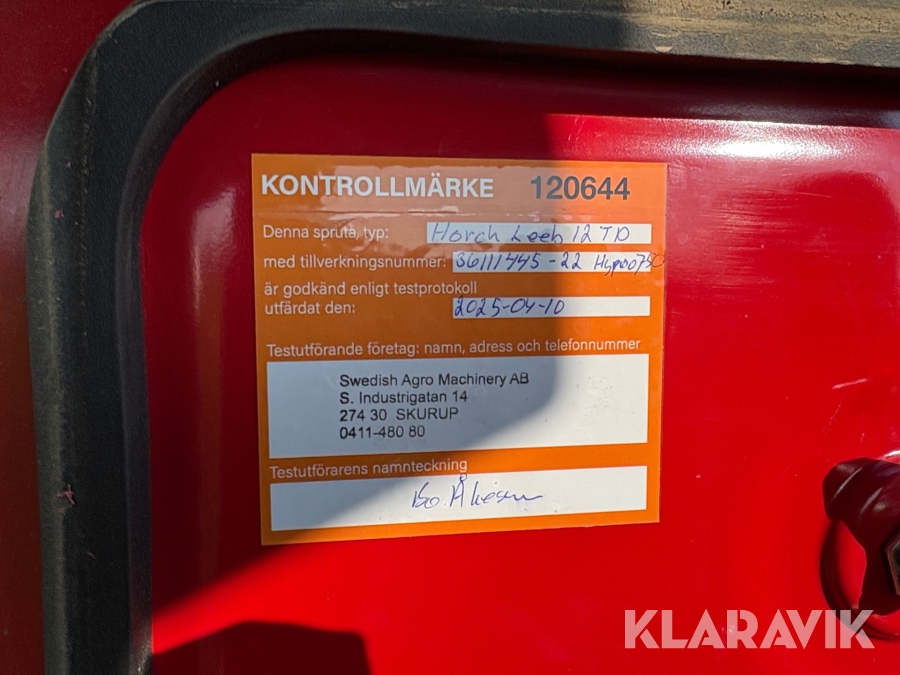 KONTROLLMÄRKE 120644
Denna spruta, typ: Horch Leeb 12 TD
med tillverkningsnummer: 36111445-22
är godkänd enligt testprotokoll
utfärdat den: 2025-04-10
Testutförande företag: namn, adress och telefonnummer
Swedish Agro Machinery AB
S. Industrigatan 14
274 30 SKURUP
0411-480 80
Testutförarens namnteckning
Bo Åkesson
KLARAVIK